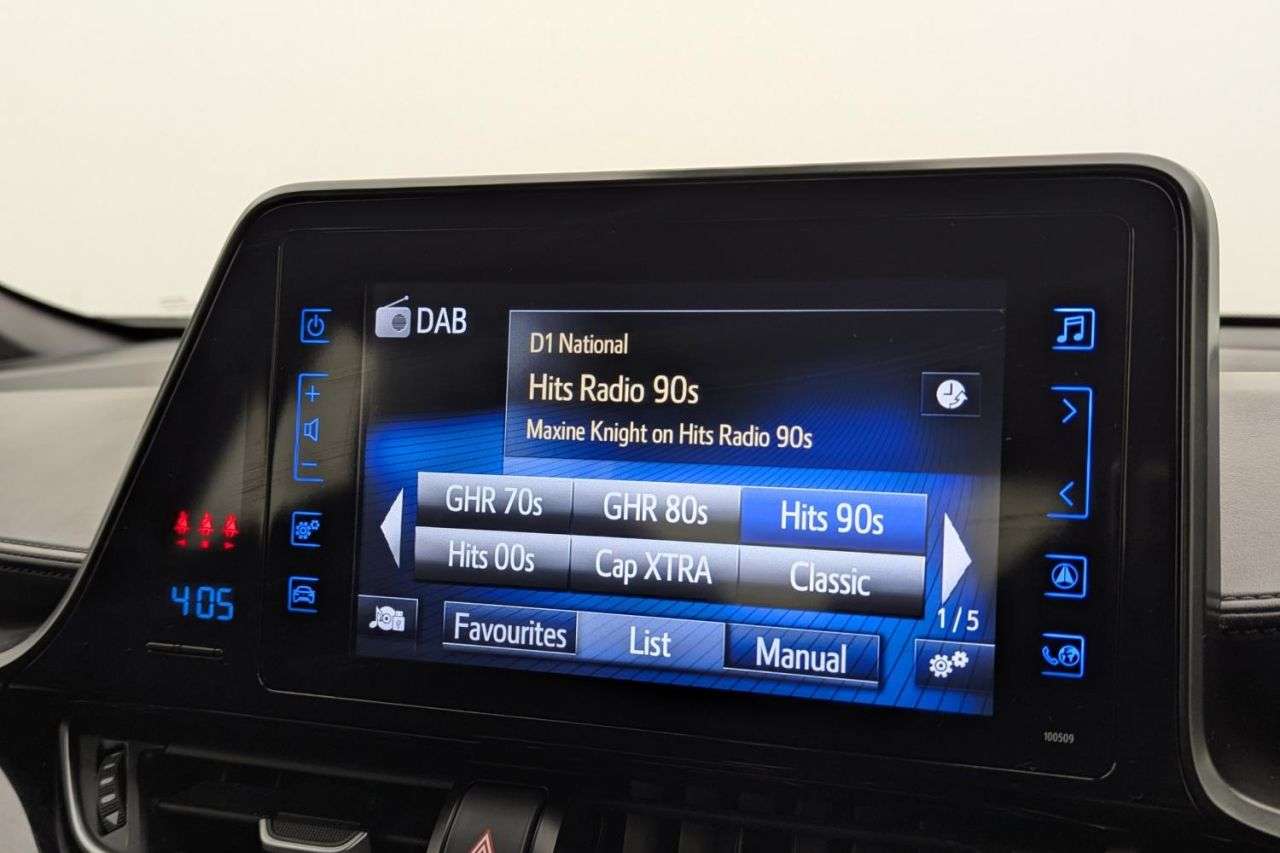 DAB
D1 National
Hits Radio 90s
Maxine Knight on Hits Radio 90s
GHR 70s GHR 80s Hits 90s
Hits 00s Cap XTRA Classic
1/5
Favourites List Manual
405
100509